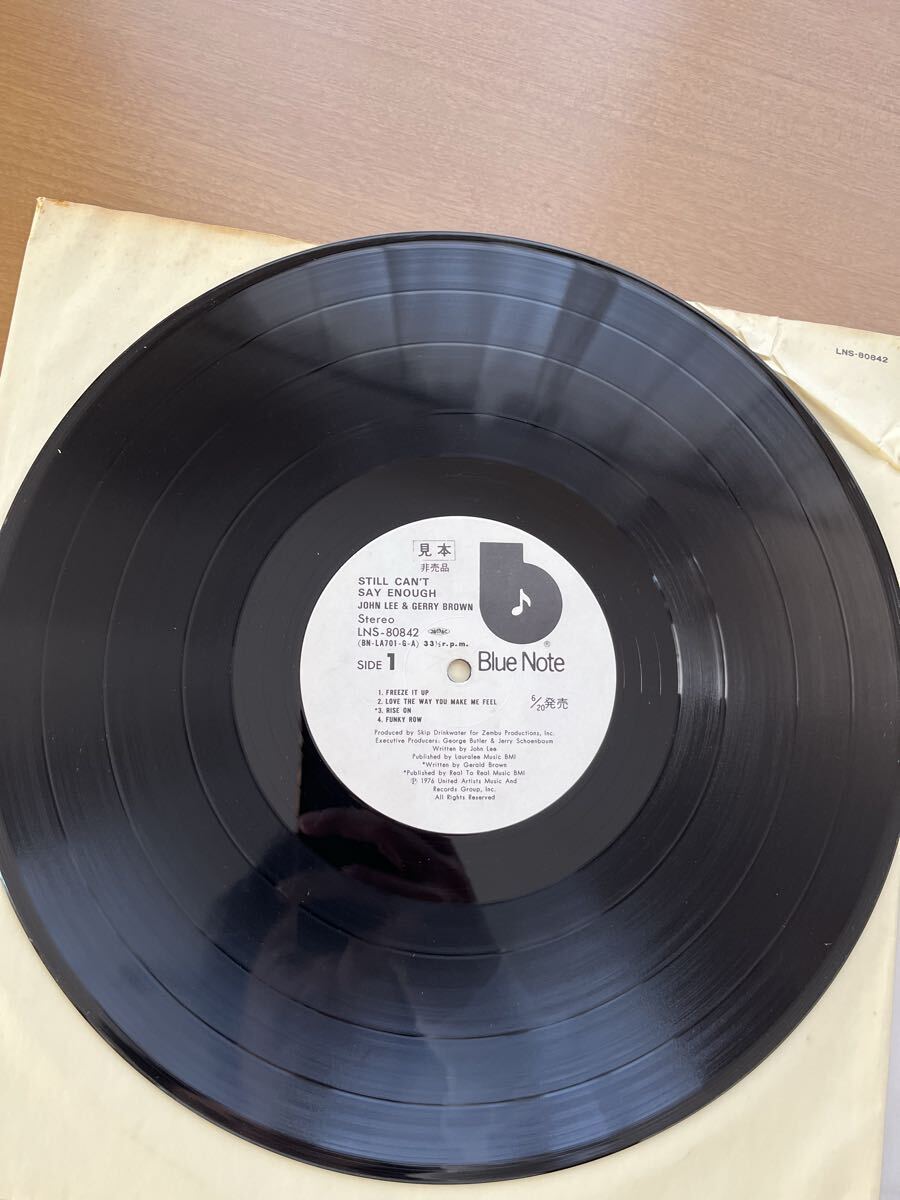 LNS-80842
見本
非売品
STILL CAN'T
SAY ENOUGH
JOHN LEE & GERRY BROWN
Stereo
LNS-80842
(BN-LA701-G-A) 33⅓r.p.m.
SIDE 1
Blue Note
®
1. FREEZE IT UP
2. LOVE THE WAY YOU MAKE ME FEEL
*3. RISE ON
4. FUNKY ROW
6/20発売
Produced by Skip Drinkwater for Zembu Productions, Inc.
Executive Producers: George Butler & Jerry Schoenbaum
Written by John Lee
Published by Lauralee Music BMI
*Written by Gerald Brown
*Published by Real To Real Music BMI
Ⓟ 1976 United Artists Music And
Records Group, Inc.
All Rights Reserved